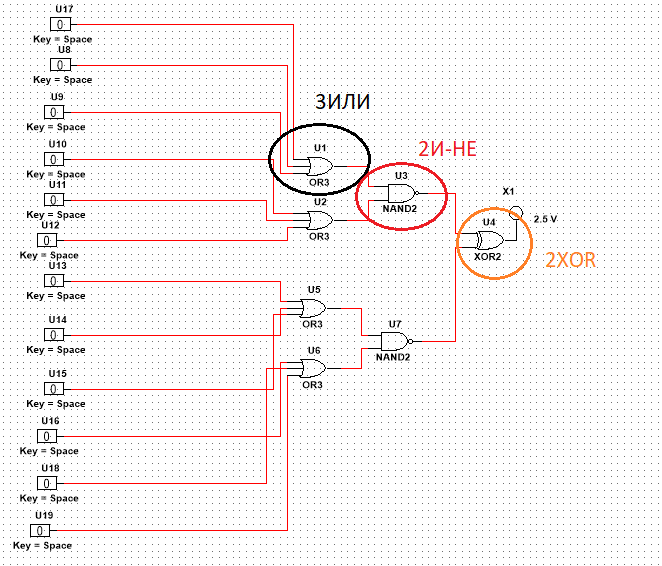 U17
0
Key = Space
U8
0
Key = Space
U9
0
Key = Space
3ИЛИ
U10
0
Key = Space
U1
OR3
2И-НЕ
U3
NAND2
U11
0
Key = Space
U2
OR3
X1
2.5 V
U4
XOR2
2XOR
U12
0
Key = Space
U13
0
Key = Space
U5
OR3
U14
0
Key = Space
U7
NAND2
U6
OR3
U15
0
Key = Space
U16
0
Key = Space
U18
0
Key = Space
U19
0
Key = Space